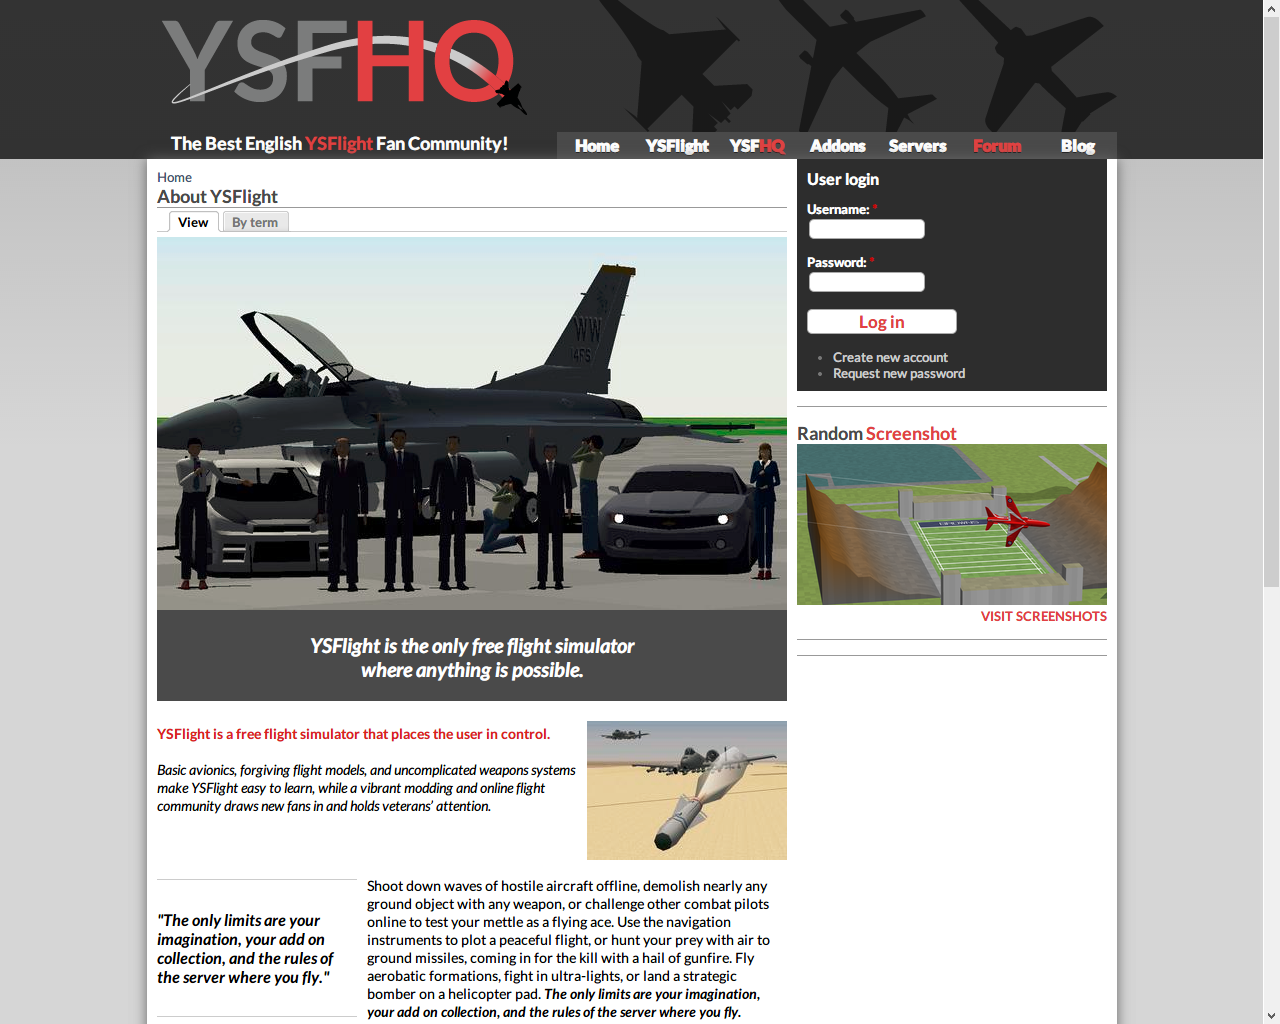 YSFHQ
The Best English YSFlight Fan Community!
Home YSFlight YSFHQ Addons Servers Forum Blog
Home
About YSFlight
View By term
WW
YSFlight is the only free flight simulator
where anything is possible.
YSFlight is a free flight simulator that places the user in control.
Basic avionics, forgiving flight models, and uncomplicated weapons systems
make YSFlight easy to learn, while a vibrant modding and online flight
community draws new fans in and holds veterans’ attention.
"The only limits are your
imagination, your add on
collection, and the rules of
the server where you fly."
Shoot down waves of hostile aircraft offline, demolish nearly any
ground object with any weapon, or challenge other combat pilots
online to test your mettle as a flying ace. Use the navigation
instruments to plot a peaceful flight, or hunt your prey with air to
ground missiles, coming in for the kill with a hail of gunfire. Fly
aerobatic formations, fight in ultra-lights, or land a strategic
bomber on a helicopter pad. The only limits are your imagination,
your add on collection, and the rules of the server where you fly.
User login
Username: *
Password: *
Log in
Create new account
Request new password
Random Screenshot
VISIT SCREENSHOTS